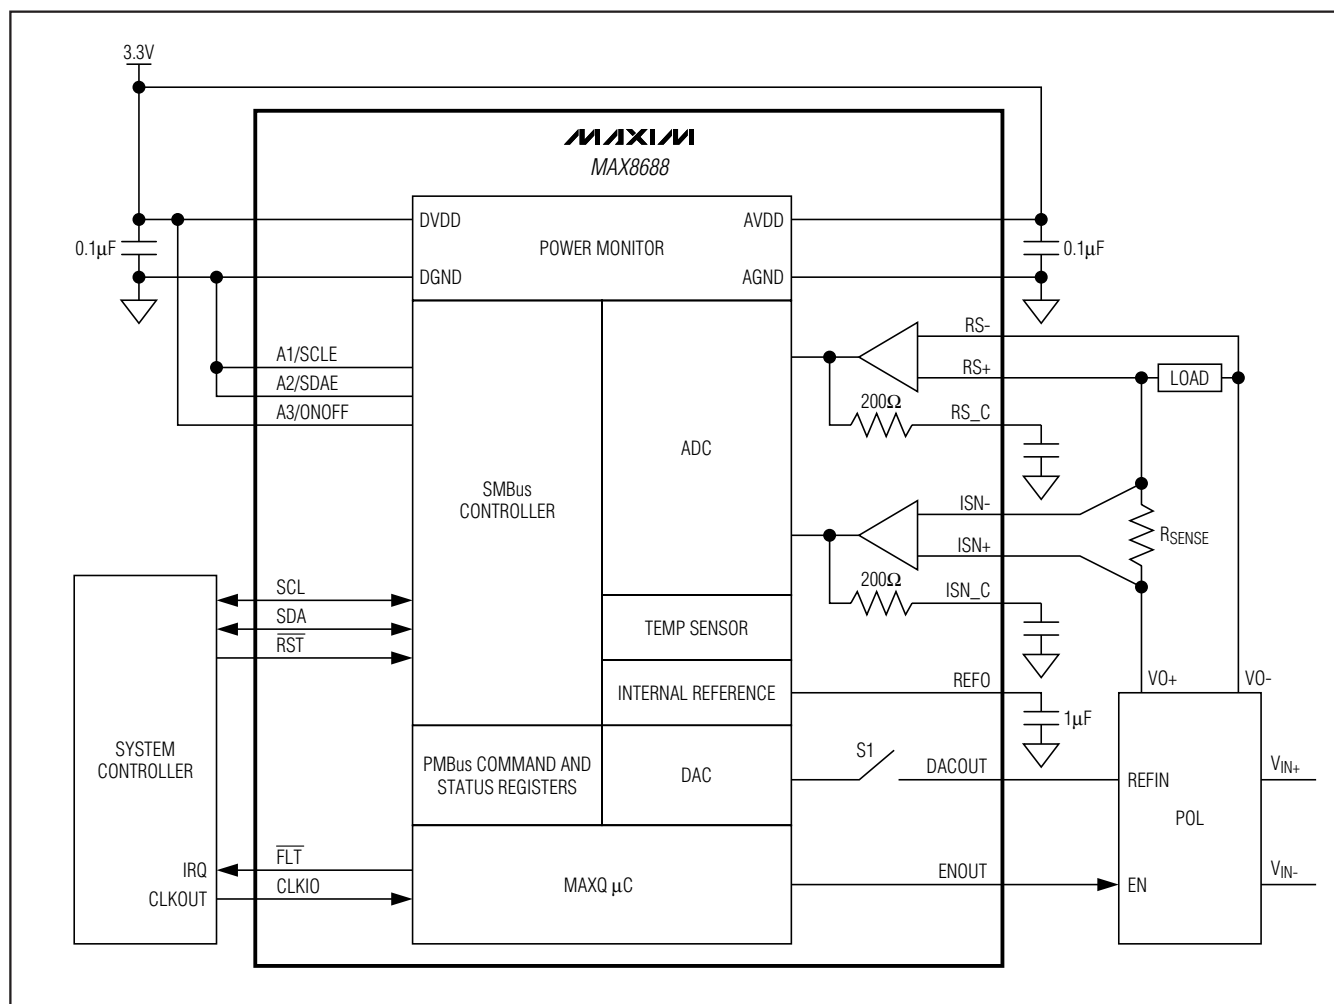 3.3V
MAXIM
MAX8688
DVDD
AVDD
0.1μF
POWER MONITOR
0.1μF
DGND
AGND
RS-
A1/SCLE
RS+
LOAD
A2/SDAE
200Ω
A3/ONOFF
RS_C
ADC
SMBus
CONTROLLER
ISN-
RSENSE
ISN+
200Ω
SCL
ISN_C
SDA
TEMP SENSOR
RST
REFO
VO+
VO-
INTERNAL REFERENCE
1μF
SYSTEM
CONTROLLER
S1
PMBus COMMAND AND
STATUS REGISTERS
DAC
DACOUT
VIN+
REFIN
POL
FLT
IRQ
ENOUT
VIN-
CLKIO
MAXQ μC
EN
CLKOUT